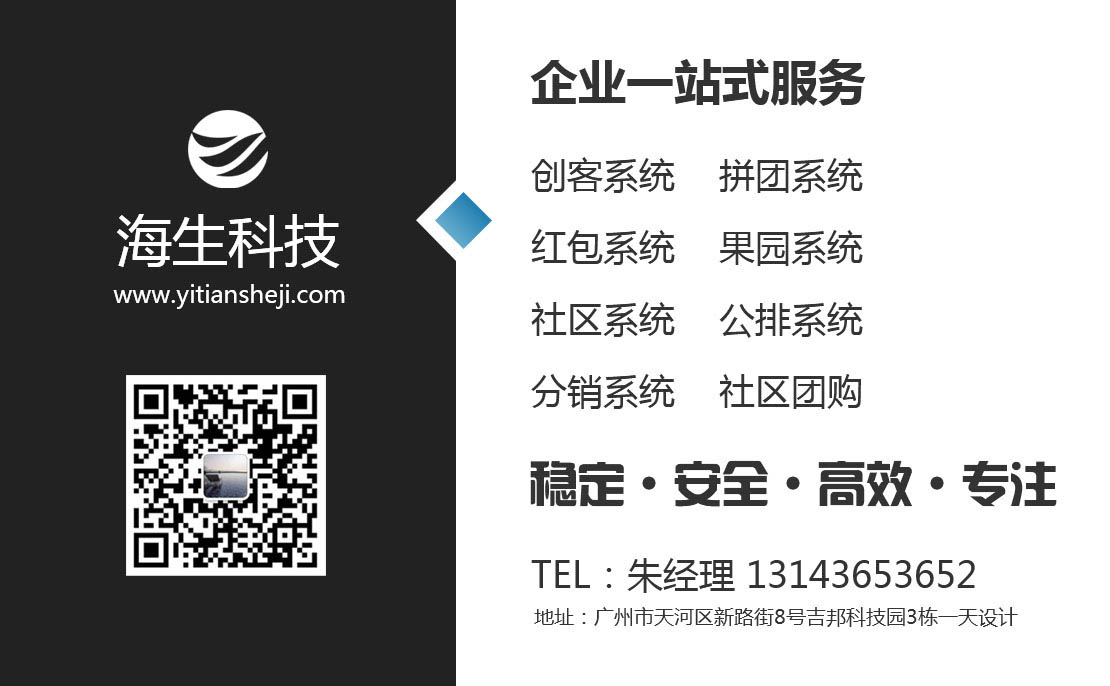 海生科技
www.yitiansheji.com
企业一站式服务
创客系统 拼团系统
红包系统 果园系统
社区系统 公排系统
分销系统 社区团购
稳定·安全·高效·专注
TEL：朱经理 13143653652
地址：广州市天河区新路街8号吉邦科技园3栋一天设计